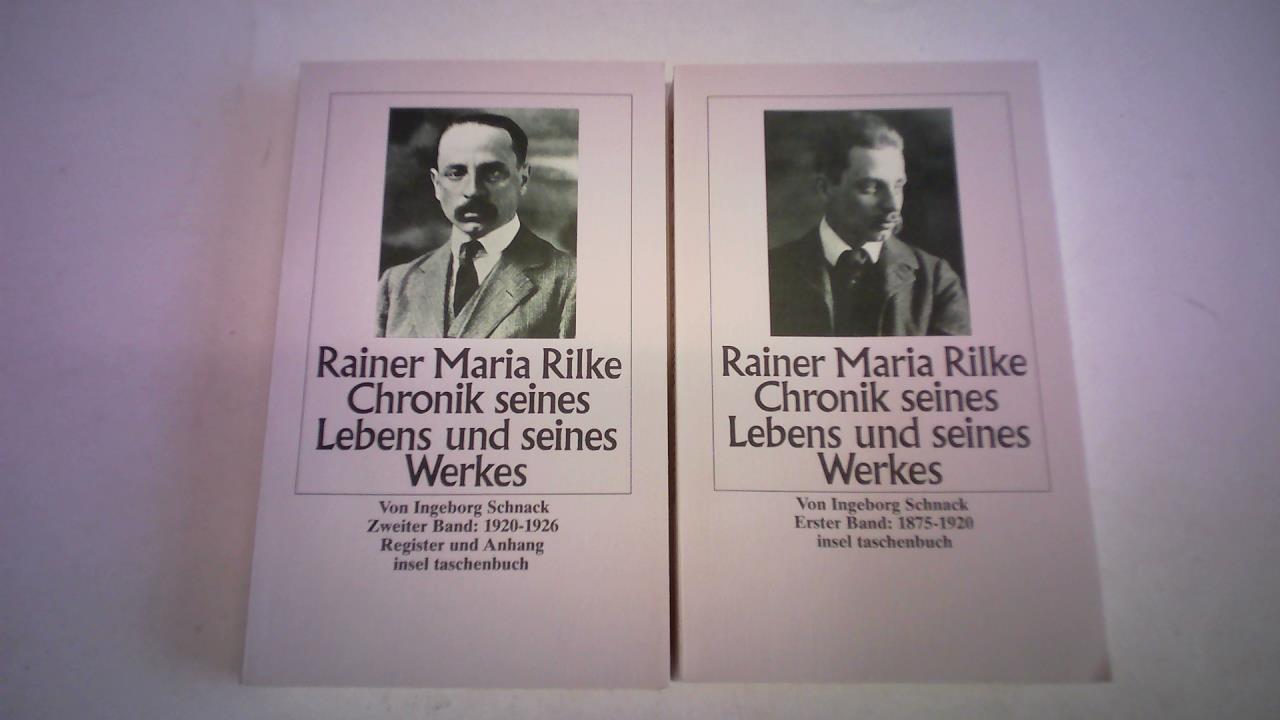 Rainer Maria Rilke
Chronik seines
Lebens und seines
Werkes
Von Ingeborg Schnack
Zweiter Band: 1920-1926
Register und Anhang
insel taschenbuch
Rainer Maria Rilke
Chronik seines
Lebens und seines
Werkes
Von Ingeborg Schnack
Erster Band: 1875-1920
insel taschenbuch